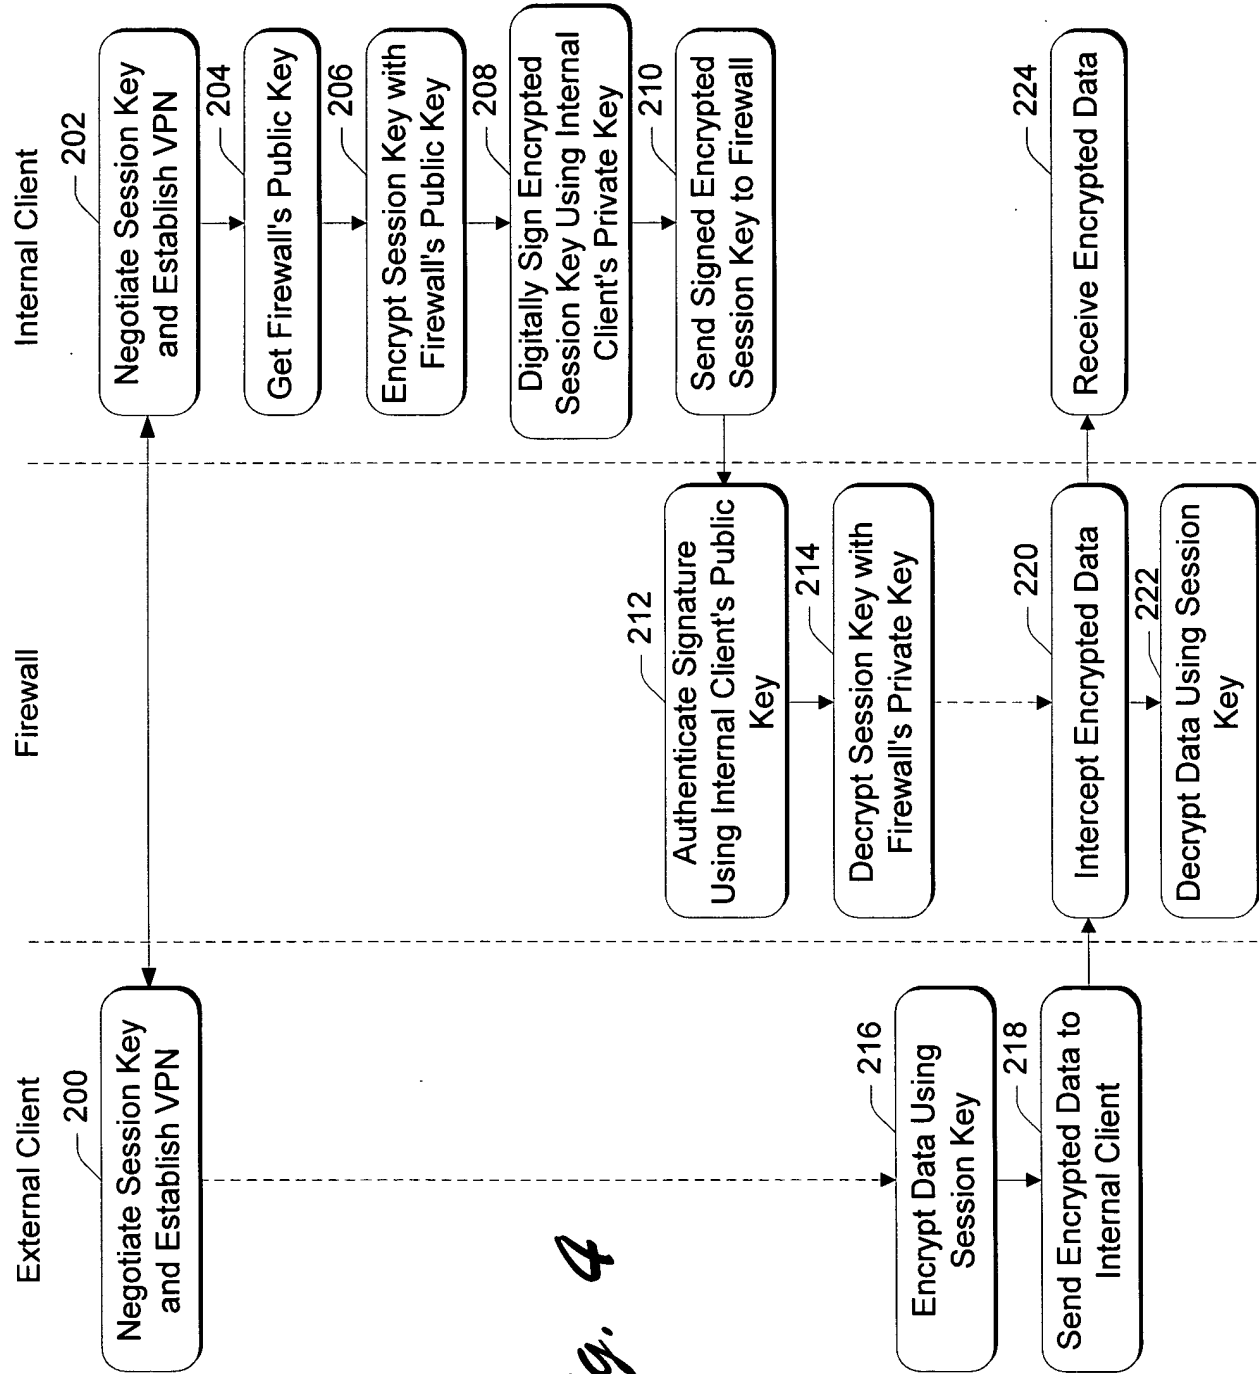 External Client
Firewall
Internal Client
200
Negotiate Session Key
and Establish VPN
202
Negotiate Session Key
and Establish VPN
204
Get Firewall's Public Key
206
Encrypt Session Key with
Firewall's Public Key
208
Digitally Sign Encrypted
Session Key Using Internal
Client's Private Key
210
Send Signed Encrypted
Session Key to Firewall
212
Authenticate Signature
Using Internal Client's Public
Key
214
Decrypt Session Key with
Firewall's Private Key
216
Encrypt Data Using
Session Key
218
Send Encrypted Data to
Internal Client
220
Intercept Encrypted Data
222
Decrypt Data Using Session
Key
224
Receive Encrypted Data
4